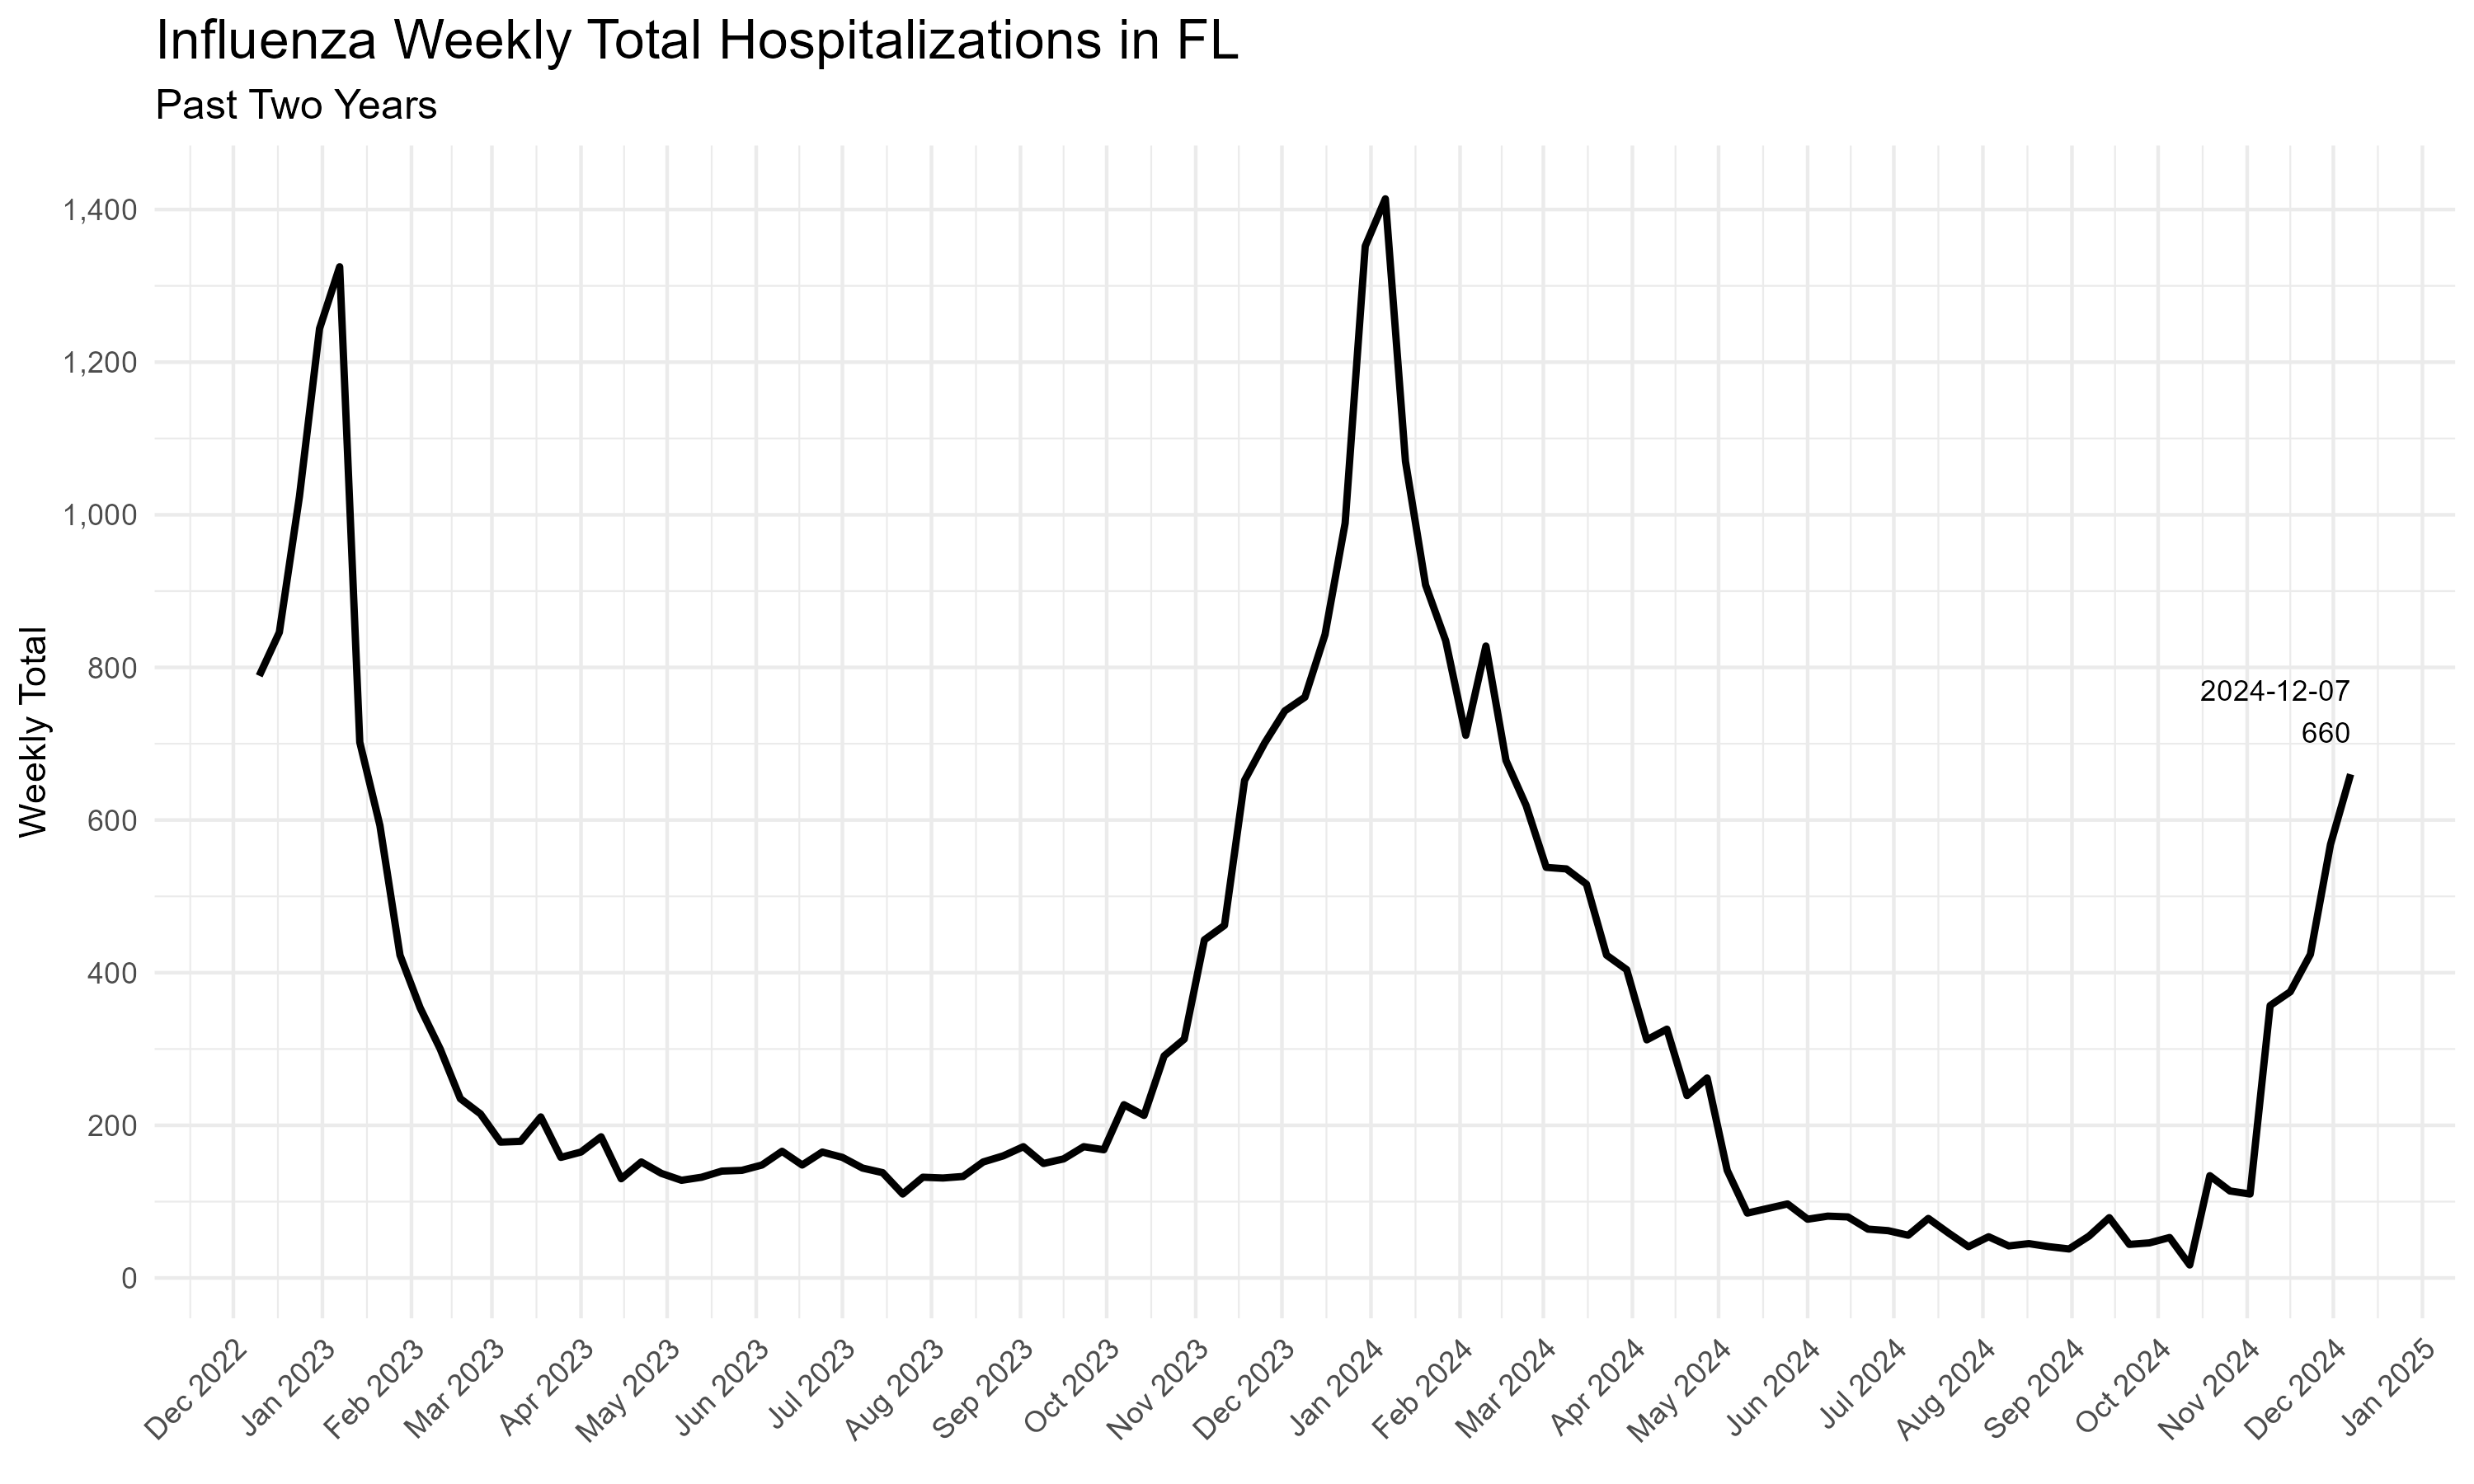 Influenza Weekly Total Hospitalizations in FL
Past Two Years
Weekly Total
1,400
1,200
1,000
800
600
400
200
0
2024-12-07
660
Dec 2022
Jan 2023
Feb 2023
Mar 2023
Apr 2023
May 2023
Jun 2023
Jul 2023
Aug 2023
Sep 2023
Oct 2023
Nov 2023
Dec 2023
Jan 2024
Feb 2024
Mar 2024
Apr 2024
May 2024
Jun 2024
Jul 2024
Aug 2024
Sep 2024
Oct 2024
Nov 2024
Dec 2024
Jan 2025